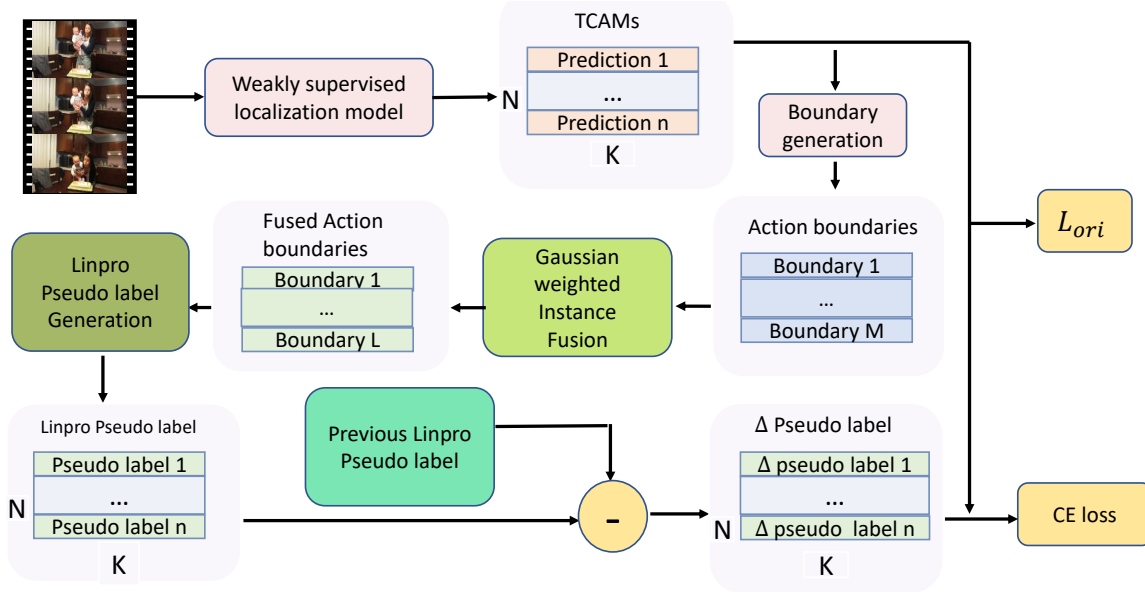 TCAMs
Prediction 1
...
Prediction n
N
K
Weakly supervised
localization model
Boundary
generation
L_ori
Action boundaries
Boundary 1
...
Boundary M
Gaussian
weighted
Instance
Fusion
Fused Action
boundaries
Boundary 1
...
Boundary L
Linpro
Pseudo label
Generation
Linpro Pseudo label
Pseudo label 1
...
Pseudo label n
N
K
Previous Linpro
Pseudo label
-
Δ Pseudo label
Δ pseudo label 1
...
Δ pseudo label n
N
K
CE loss